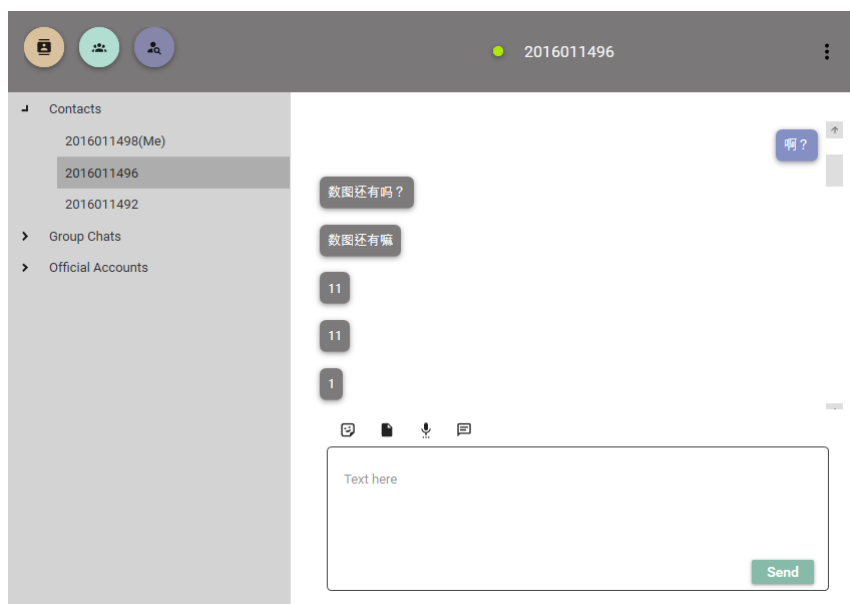 2016011496
Contacts
2016011498(Me)
2016011496
2016011492
Group Chats
Official Accounts
啊？
数图还有吗？
数图还有嘛
11
11
1
Text here
Send